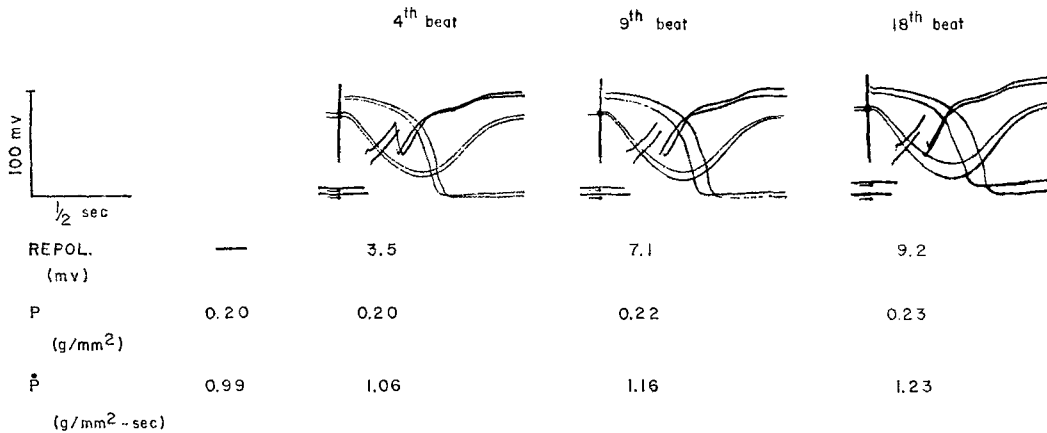 4th beat 9th beat 18th beat
100 mv
1/2 sec
REPOL. — 3.5 7.1 9.2
(mv)
P 0.20 0.20 0.22 0.23
(g/mm²)
Ṗ 0.99 1.06 1.16 1.23
(g/mm² - sec)